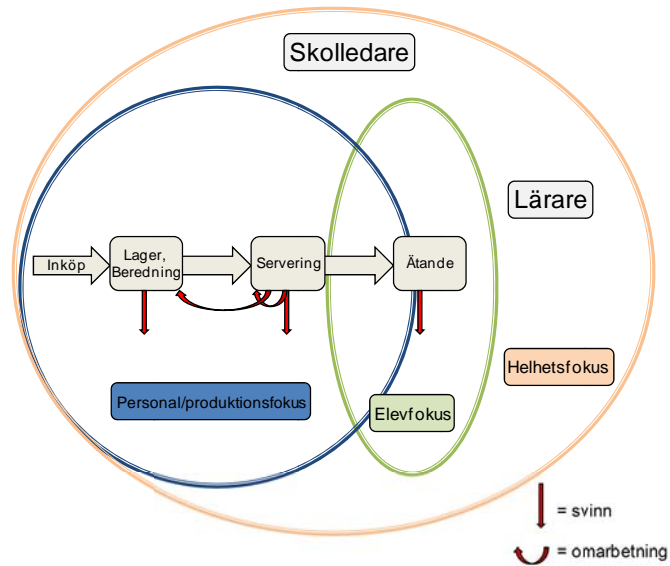 Skolledare
Lärare
Inköp
Lager,
Beredning
Servering
Ätande
Helhetsfokus
Personal/produktionsfokus
Elevfokus
= svinn
= omarbetning